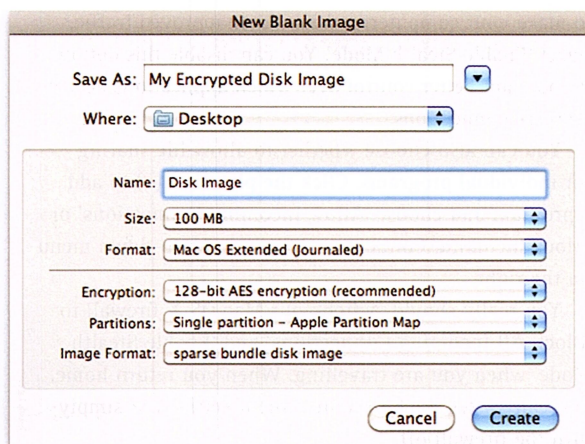 New Blank Image
Save As: My Encrypted Disk Image
Where: Desktop
Name: Disk Image
Size: 100 MB
Format: Mac OS Extended (Journaled)
Encryption: 128-bit AES encryption (recommended)
Partitions: Single partition – Apple Partition Map
Image Format: sparse bundle disk image
Cancel Create